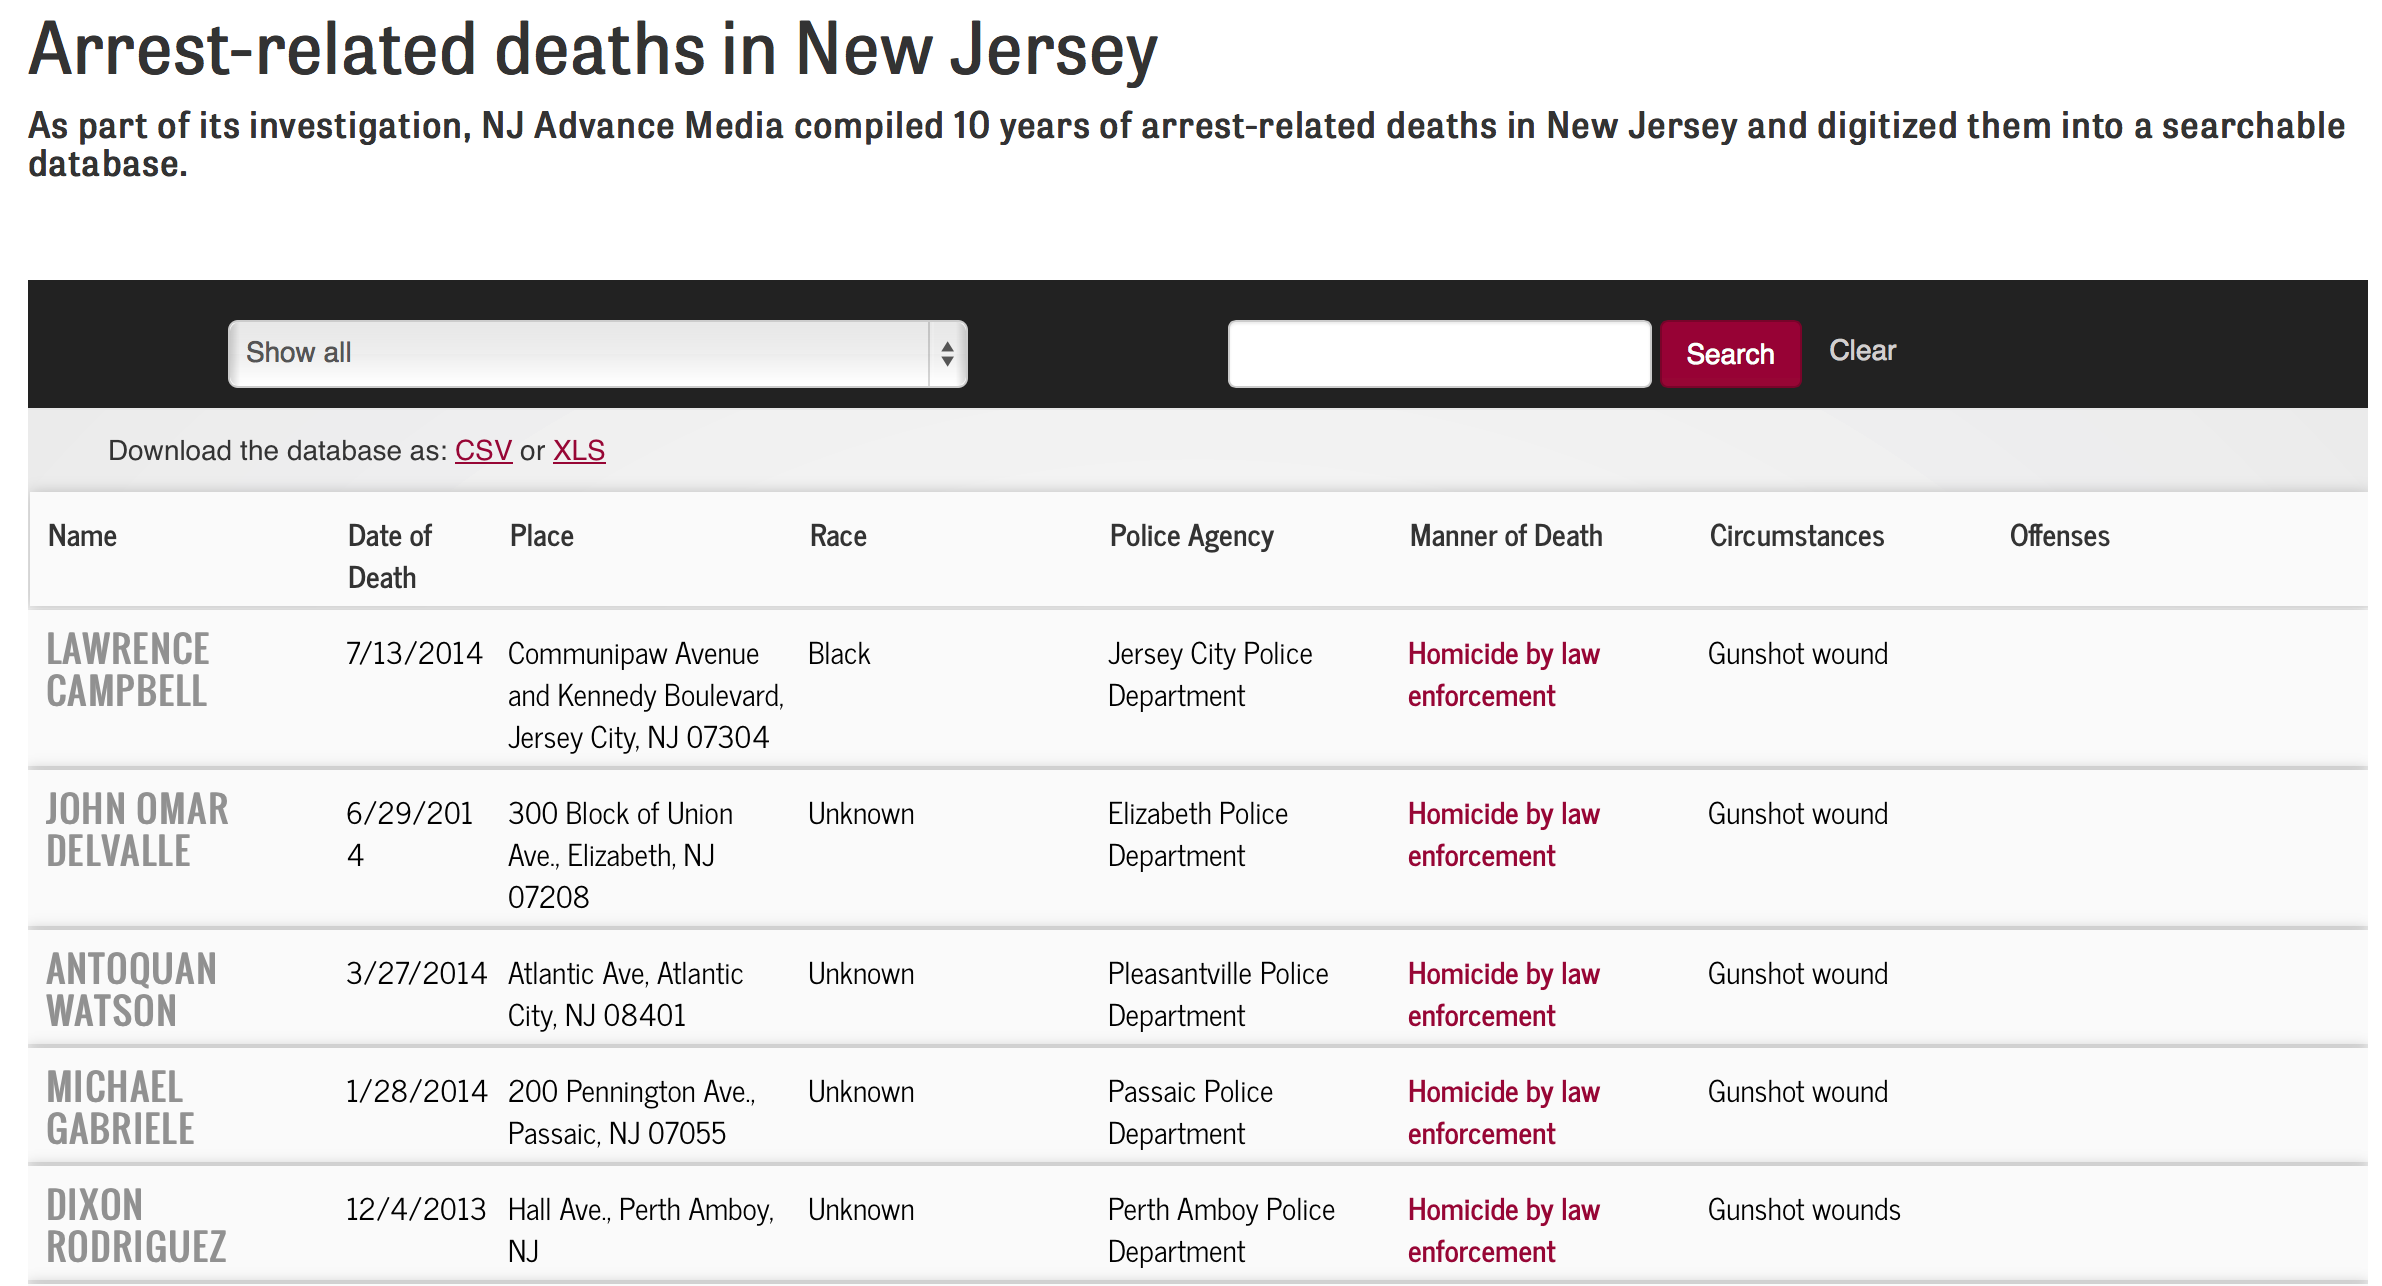 Arrest-related deaths in New Jersey
As part of its investigation, NJ Advance Media compiled 10 years of arrest-related deaths in New Jersey and digitized them into a searchable
database.
Show all
Search
Clear
Download the database as: CSV or XLS
Name
Date of
Death
Place
Race
Police Agency
Manner of Death
Circumstances
Offenses
LAWRENCE
CAMPBELL
7/13/2014
Communipaw Avenue
and Kennedy Boulevard,
Jersey City, NJ 07304
Black
Jersey City Police
Department
Homicide by law
enforcement
Gunshot wound
JOHN OMAR
DELVALLE
6/29/201
4
300 Block of Union
Ave., Elizabeth, NJ
07208
Unknown
Elizabeth Police
Department
Homicide by law
enforcement
Gunshot wound
ANTOQUAN
WATSON
3/27/2014
Atlantic Ave, Atlantic
City, NJ 08401
Unknown
Pleasantville Police
Department
Homicide by law
enforcement
Gunshot wound
MICHAEL
GABRIELE
1/28/2014
200 Pennington Ave.,
Passaic, NJ 07055
Unknown
Passaic Police
Department
Homicide by law
enforcement
Gunshot wound
DIXON
RODRIGUEZ
12/4/2013
Hall Ave., Perth Amboy,
NJ
Unknown
Perth Amboy Police
Department
Homicide by law
enforcement
Gunshot wounds